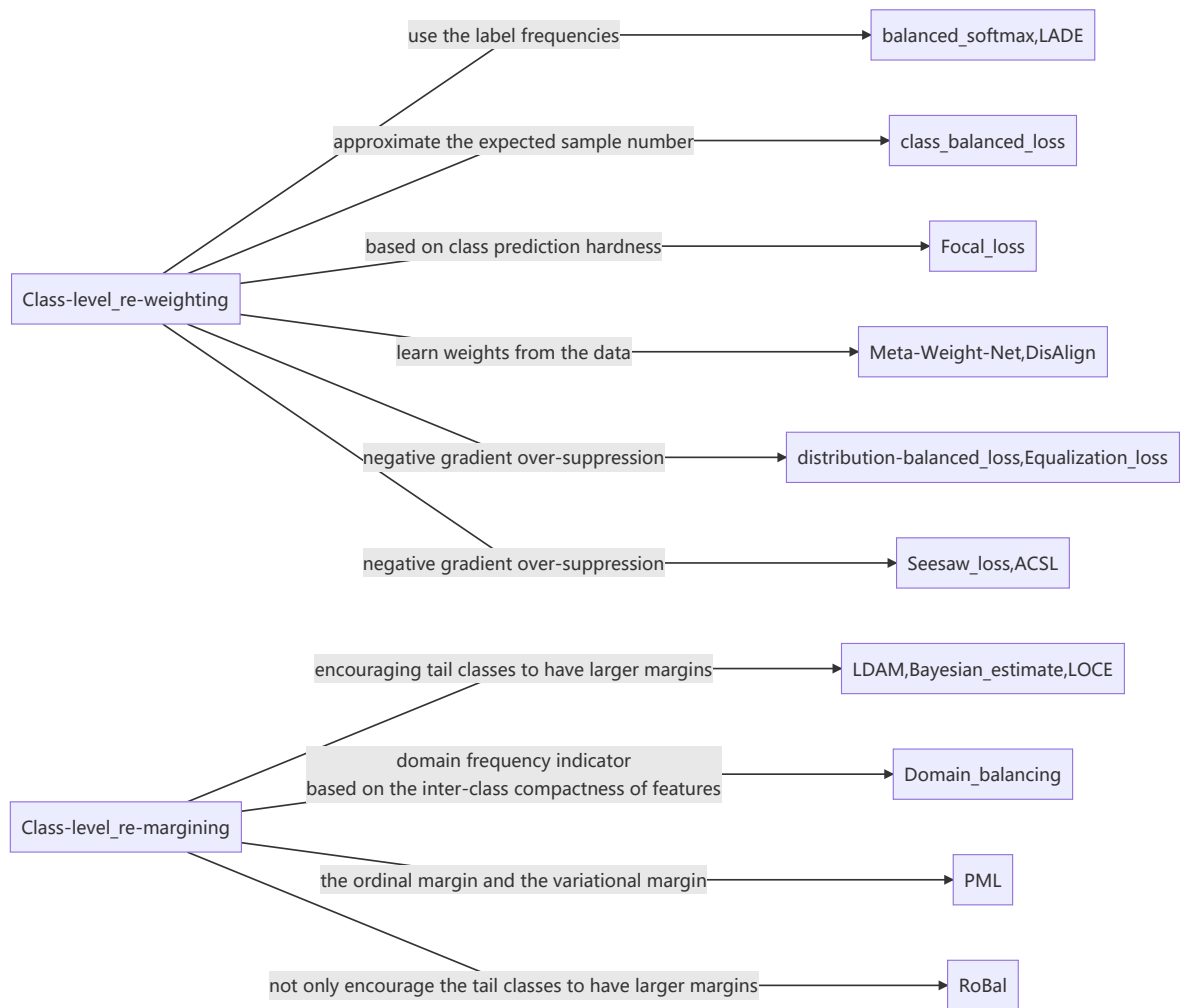 use the label frequencies
balanced_softmax,LADE
approximate the expected sample number
class_balanced_loss
based on class prediction hardness
Focal_loss
Class-level_re-weighting
learn weights from the data
Meta-Weight-Net,DisAlign
negative gradient over-suppression
distribution-balanced_loss,Equalization_loss
negative gradient over-suppression
Seesaw_loss,ACSL
encouraging tail classes to have larger margins
LDAM,Bayesian_estimate,LOCE
domain frequency indicator
based on the inter-class compactness of features
Domain_balancing
Class-level_re-margining
the ordinal margin and the variational margin
PML
not only encourage the tail classes to have larger margins
RoBal